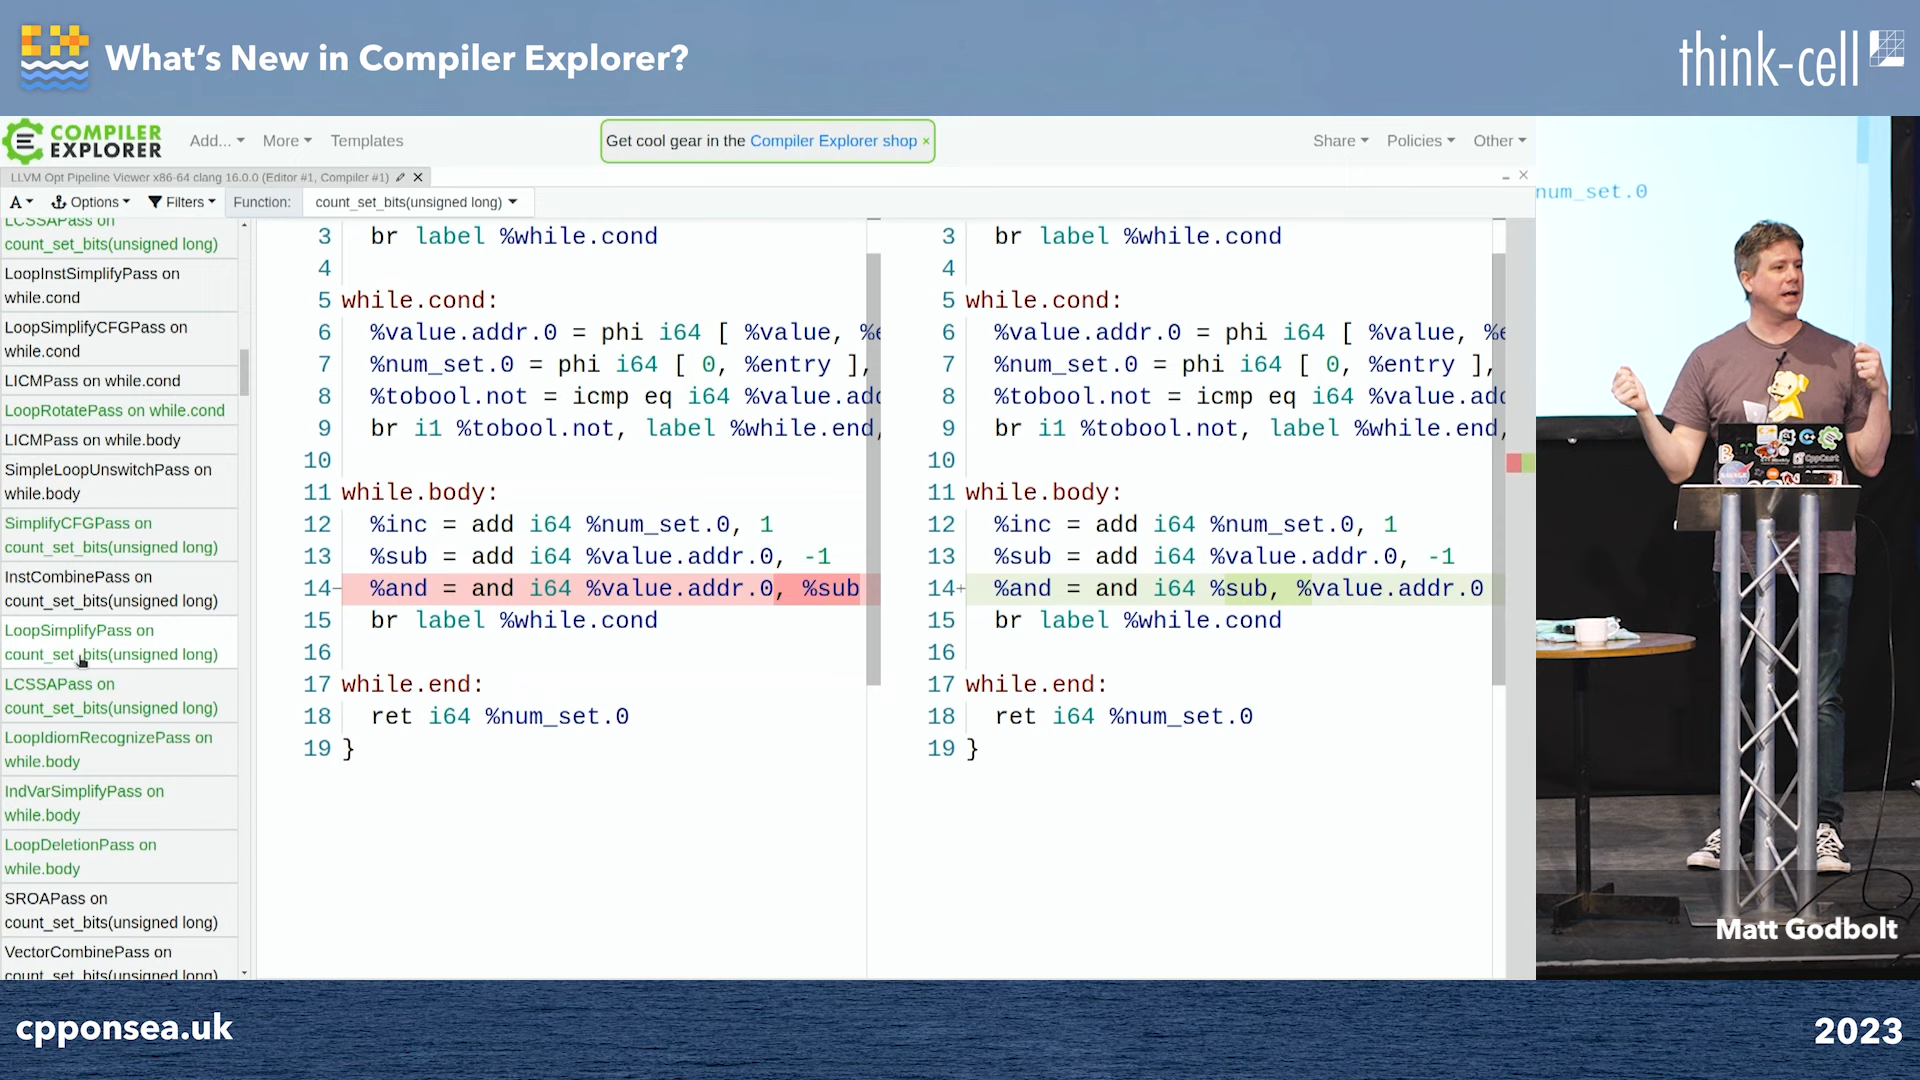 What's New in Compiler Explorer?
think-cell
COMPILER
EXPLORER
Add...
More
Templates
Get cool gear in the Compiler Explorer shop ×
Share
Policies
Other
LLVM Opt Pipeline Viewer x86-64 clang 16.0.0 (Editor #1, Compiler #1)
A
Options
Filters
Function:
count_set_bits(unsigned long)
LCSSAPass on
count_set_bits(unsigned long)
LoopInstSimplifyPass on
while.cond
LoopSimplifyCFGPass on
while.cond
LICMPass on while.cond
LoopRotatePass on while.cond
LICMPass on while.body
SimpleLoopUnswitchPass on
while.body
SimplifyCFGPass on
count_set_bits(unsigned long)
InstCombinePass on
count_set_bits(unsigned long)
LoopSimplifyPass on
count_set_bits(unsigned long)
LCSSAPass on
count_set_bits(unsigned long)
LoopIdiomRecognizePass on
while.body
IndVarSimplifyPass on
while.body
LoopDeletionPass on
while.body
SROAPass on
count_set_bits(unsigned long)
VectorCombinePass on
count_set_bits(unsigned long)
3 br label %while.cond
4
5 while.cond:
6 %value.addr.0 = phi i64 [ %value, %e
7 %num_set.0 = phi i64 [ 0, %entry ],
8 %tobool.not = icmp eq i64 %value.add
9 br i1 %tobool.not, label %while.end,
10
11 while.body:
12 %inc = add i64 %num_set.0, 1
13 %sub = add i64 %value.addr.0, -1
14- %and = and i64 %value.addr.0, %sub
15 br label %while.cond
16
17 while.end:
18 ret i64 %num_set.0
19 }
3 br label %while.cond
4
5 while.cond:
6 %value.addr.0 = phi i64 [ %value, %e
7 %num_set.0 = phi i64 [ 0, %entry ],
8 %tobool.not = icmp eq i64 %value.add
9 br i1 %tobool.not, label %while.end,
10
11 while.body:
12 %inc = add i64 %num_set.0, 1
13 %sub = add i64 %value.addr.0, -1
14+ %and = and i64 %sub, %value.addr.0
15 br label %while.cond
16
17 while.end:
18 ret i64 %num_set.0
19 }
num_set.0
CppCast
Matt Godbolt
cpponsea.uk
2023